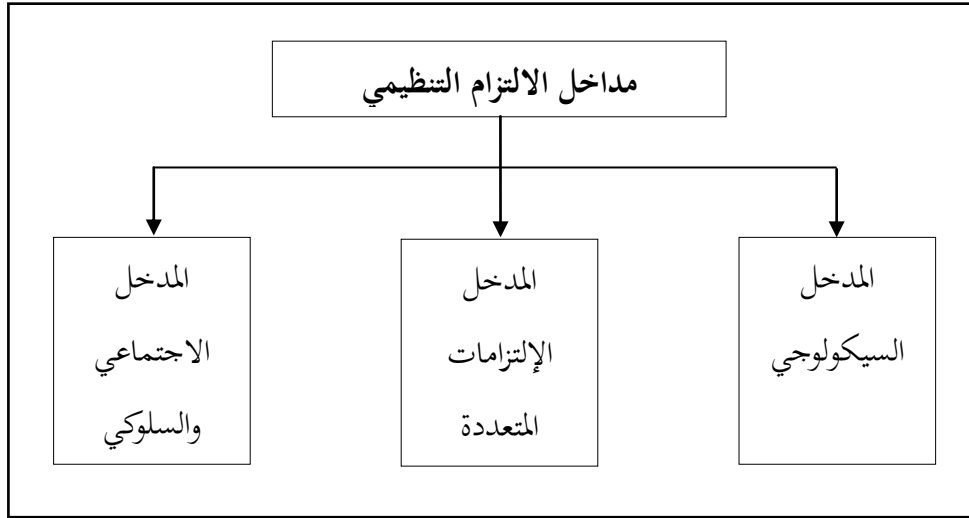 مداخل الالتزام التنظيمي
المدخل
السيكولوجي
المدخل
الإلتزامات
المتعددة
المدخل
الاجتماعي
والسلوكي